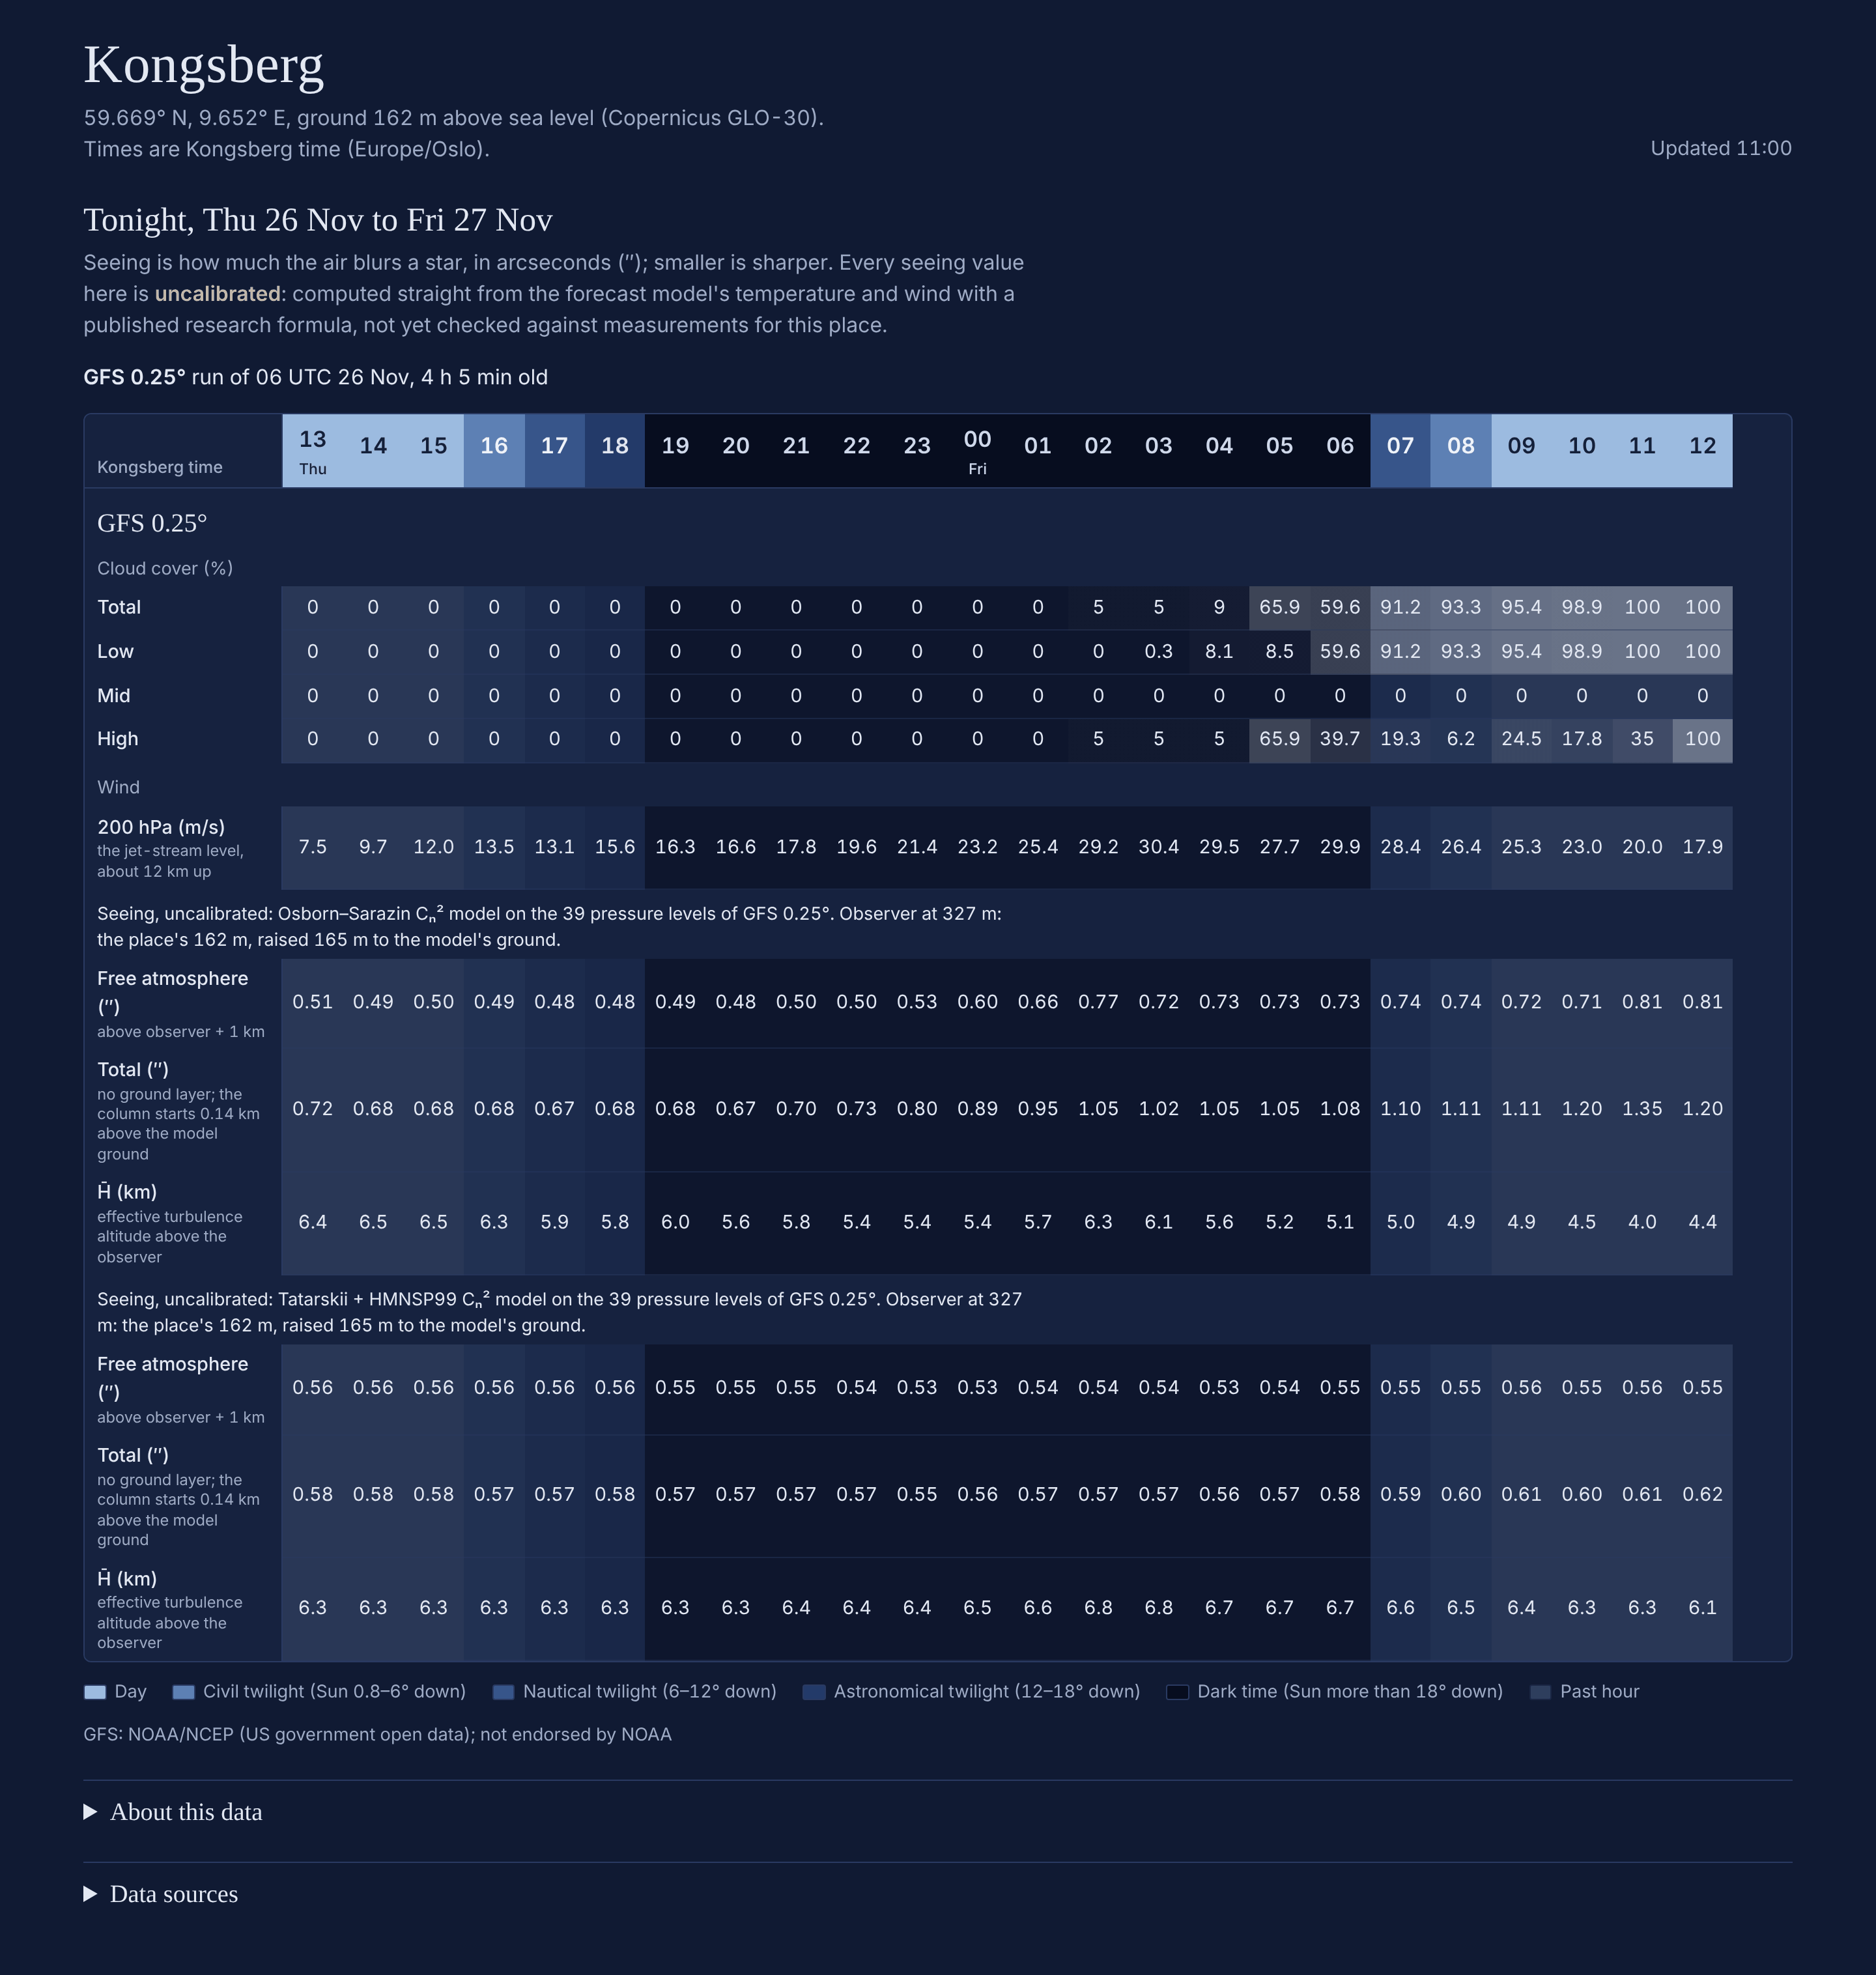 Kongsberg
59.669° N, 9.652° E, ground 162 m above sea level (Copernicus GLO-30).
Times are Kongsberg time (Europe/Oslo).
Updated 11:00
Tonight, Thu 26 Nov to Fri 27 Nov
Seeing is how much the air blurs a star, in arcseconds (″); smaller is sharper. Every seeing value
here is uncalibrated: computed straight from the forecast model's temperature and wind with a
published research formula, not yet checked against measurements for this place.
GFS 0.25° run of 06 UTC 26 Nov, 4 h 5 min old
Kongsberg time 13 14 15 16 17 18 19 20 21 22 23 00 01 02 03 04 05 06 07 08 09 10 11 12
Thu Fri
GFS 0.25°
Cloud cover (%)
Total 0 0 0 0 0 0 0 0 0 0 0 0 0 5 5 9 65.9 59.6 91.2 93.3 95.4 98.9 100 100
Low 0 0 0 0 0 0 0 0 0 0 0 0 0 0 0.3 8.1 8.5 59.6 91.2 93.3 95.4 98.9 100 100
Mid 0 0 0 0 0 0 0 0 0 0 0 0 0 0 0 0 0 0 0 0 0 0 0 0
High 0 0 0 0 0 0 0 0 0 0 0 0 0 5 5 5 65.9 39.7 19.3 6.2 24.5 17.8 35 100
Wind
200 hPa (m/s)
the jet-stream level,
about 12 km up
7.5 9.7 12.0 13.5 13.1 15.6 16.3 16.6 17.8 19.6 21.4 23.2 25.4 29.2 30.4 29.5 27.7 29.9 28.4 26.4 25.3 23.0 20.0 17.9
Seeing, uncalibrated: Osborn–Sarazin Cₙ² model on the 39 pressure levels of GFS 0.25°. Observer at 327 m:
the place's 162 m, raised 165 m to the model's ground.
Free atmosphere
(″)
above observer + 1 km
0.51 0.49 0.50 0.49 0.48 0.48 0.49 0.48 0.50 0.50 0.53 0.60 0.66 0.77 0.72 0.73 0.73 0.73 0.74 0.74 0.72 0.71 0.81 0.81
Total (″)
no ground layer; the
column starts 0.14 km
above the model
ground
0.72 0.68 0.68 0.68 0.67 0.68 0.68 0.67 0.70 0.73 0.80 0.89 0.95 1.05 1.02 1.05 1.05 1.08 1.10 1.11 1.11 1.20 1.35 1.20
H̄ (km)
effective turbulence
altitude above the
observer
6.4 6.5 6.5 6.3 5.9 5.8 6.0 5.6 5.8 5.4 5.4 5.4 5.7 6.3 6.1 5.6 5.2 5.1 5.0 4.9 4.9 4.5 4.0 4.4
Seeing, uncalibrated: Tatarskii + HMNSP99 Cₙ² model on the 39 pressure levels of GFS 0.25°. Observer at 327
m: the place's 162 m, raised 165 m to the model's ground.
Free atmosphere
(″)
above observer + 1 km
0.56 0.56 0.56 0.56 0.56 0.56 0.55 0.55 0.55 0.54 0.53 0.53 0.54 0.54 0.54 0.53 0.54 0.55 0.55 0.55 0.56 0.55 0.56 0.55
Total (″)
no ground layer; the
column starts 0.14 km
above the model
ground
0.58 0.58 0.58 0.57 0.57 0.58 0.57 0.57 0.57 0.57 0.55 0.56 0.57 0.57 0.57 0.56 0.57 0.58 0.59 0.60 0.61 0.60 0.61 0.62
H̄ (km)
effective turbulence
altitude above the
observer
6.3 6.3 6.3 6.3 6.3 6.3 6.3 6.3 6.4 6.4 6.4 6.5 6.6 6.8 6.8 6.7 6.7 6.7 6.6 6.5 6.4 6.3 6.3 6.1
Day Civil twilight (Sun 0.8–6° down) Nautical twilight (6–12° down) Astronomical twilight (12–18° down) Dark time (Sun more than 18° down) Past hour
GFS: NOAA/NCEP (US government open data); not endorsed by NOAA
About this data
Data sources